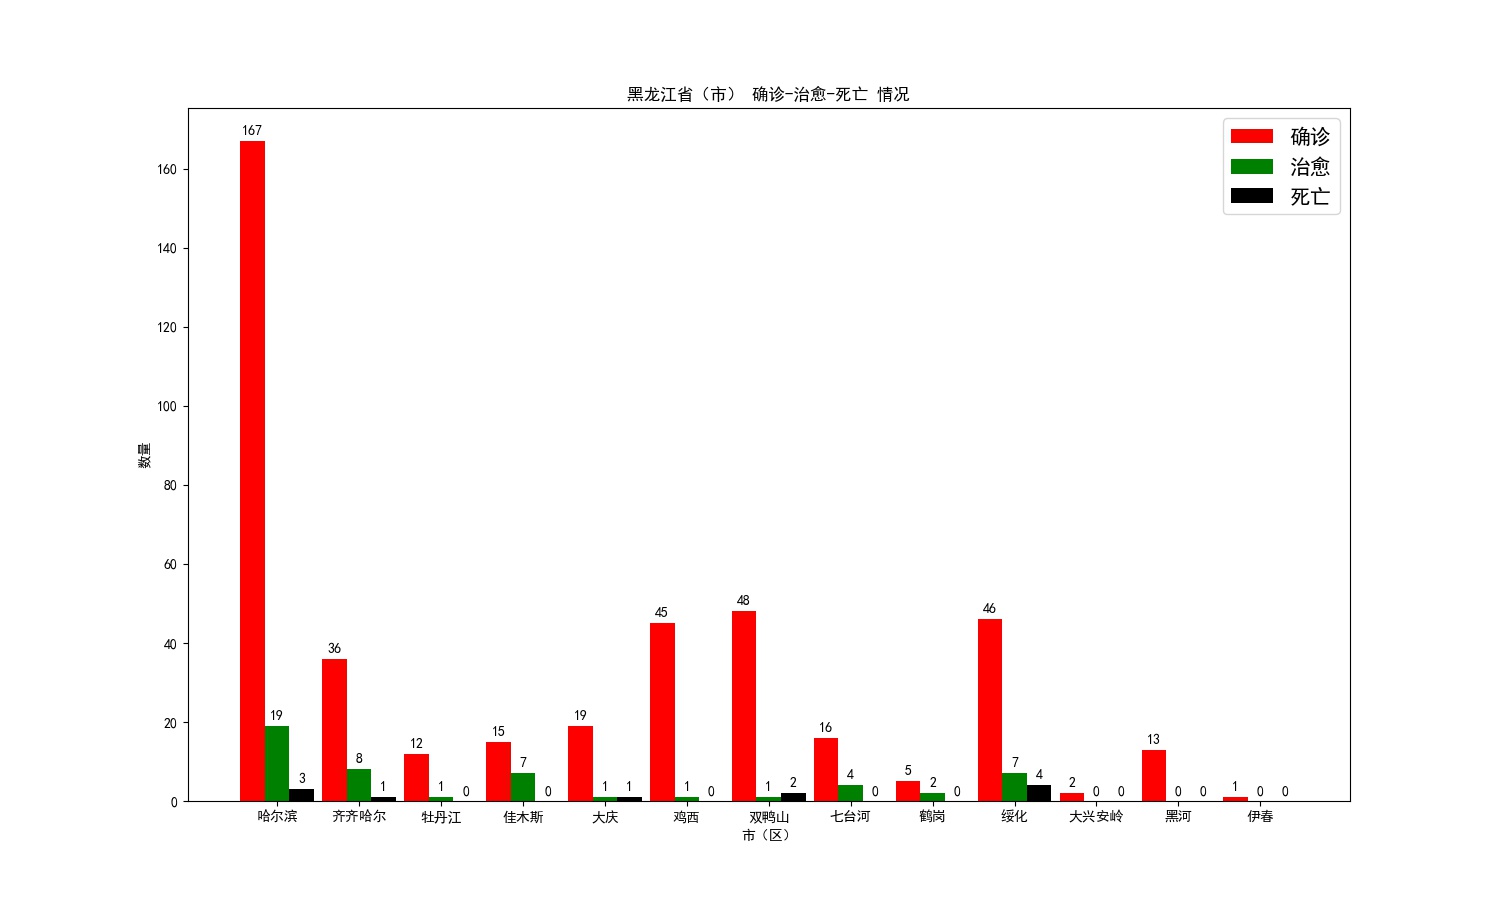 黑龙江省（市） 确诊-治愈-死亡 情况
确诊
治愈
死亡
数量
160
140
120
100
80
60
40
20
0
167 19 3
36 8 1
12 1 0
15 7 0
19 1 1
45 1 0
48 1 2
16 4 0
5 2 0
46 7 4
2 0 0
13 0 0
1 0 0
哈尔滨 齐齐哈尔 牡丹江 佳木斯 大庆 鸡西 双鸭山 七台河 鹤岗 绥化 大兴安岭 黑河 伊春
市（区）